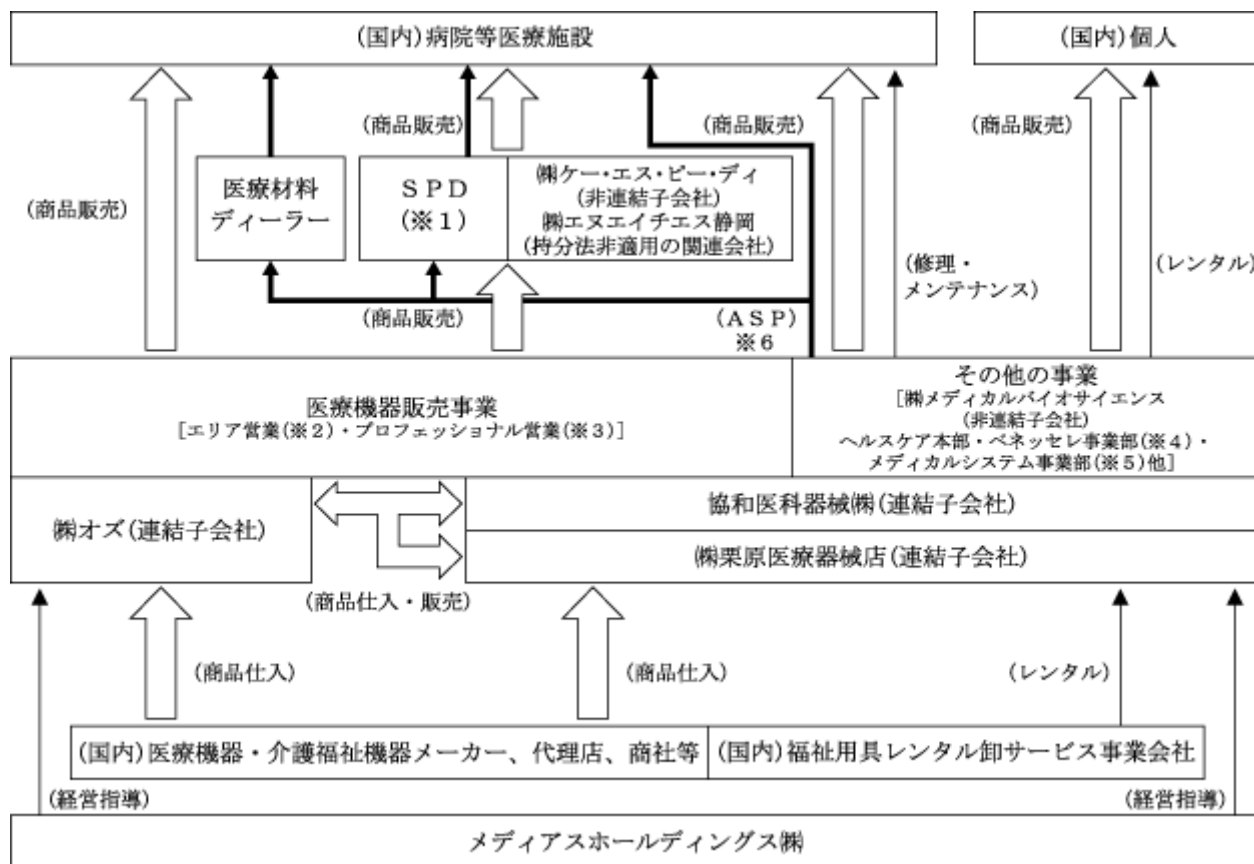 (国内)病院等医療施設
(国内)個人
(商品販売)
(商品販売)
(商品販売)
(商品販売)
医療材料
ディーラー
ＳＰＤ
(※１)
㈱ケー・エス・ピー・ディ
(非連結子会社)
㈱エヌエイチエス静岡
(持分法非適用の関連会社)
(修理・
メンテナンス)
(レンタル)
(商品販売)
(ＡＳＰ)
※６
医療機器販売事業
[エリア営業(※２)・プロフェッショナル営業(※３)]
その他の事業
[㈱メディカルバイオサイエンス
(非連結子会社)
ヘルスケア本部・ベネッセレ事業部(※４)・
メディカルシステム事業部(※５)他]
㈱オズ(連結子会社)
協和医科器械㈱(連結子会社)
㈱栗原医療器械店(連結子会社)
(商品仕入・販売)
(商品仕入)
(商品仕入)
(レンタル)
(国内)医療機器・介護福祉機器メーカー、代理店、商社等
(国内)福祉用具レンタル卸サービス事業会社
(経営指導)
(経営指導)
メディアスホールディングス㈱